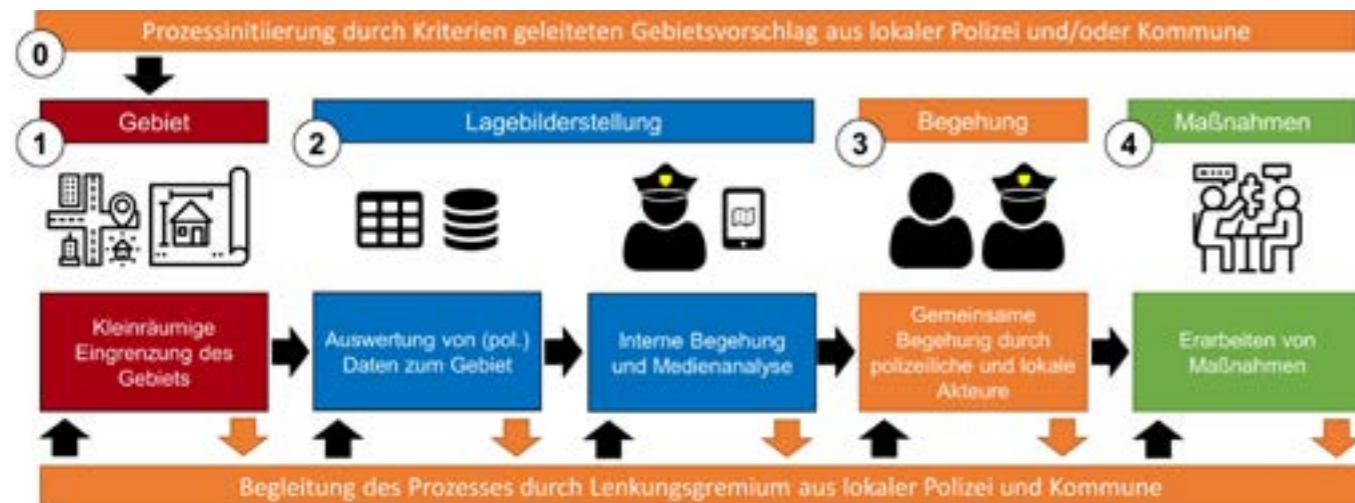 Prozessinitiierung durch Kriterien geleiteten Gebietsvorschlag aus lokaler Polizei und/oder Kommune
0
Gebiet
1
Lagebilderstellung
2
Begehung
3
Maßnahmen
4
Kleinräumige
Eingrenzung des
Gebiets
Auswertung von (pol.)
Daten zum Gebiet
Interne Begehung
und Medienanalyse
Gemeinsame
Begehung durch
polizeiliche und lokale
Akteure
Erarbeiten von
Maßnahmen
Begleitung des Prozesses durch Lenkungsgremium aus lokaler Polizei und Kommune